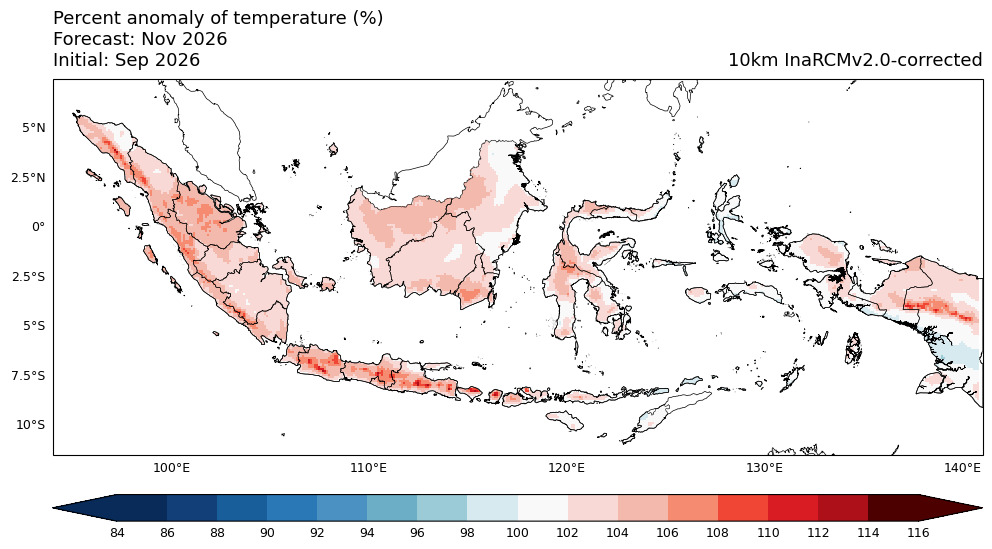 Percent anomaly of temperature (%)
Forecast: Nov 2026
Initial: Sep 2026
10km InaRCMv2.0-corrected
5°N
2.5°N
0°
2.5°S
5°S
7.5°S
10°S
100°E 110°E 120°E 130°E 140°E
84 86 88 90 92 94 96 98 100 102 104 106 108 110 112 114 116